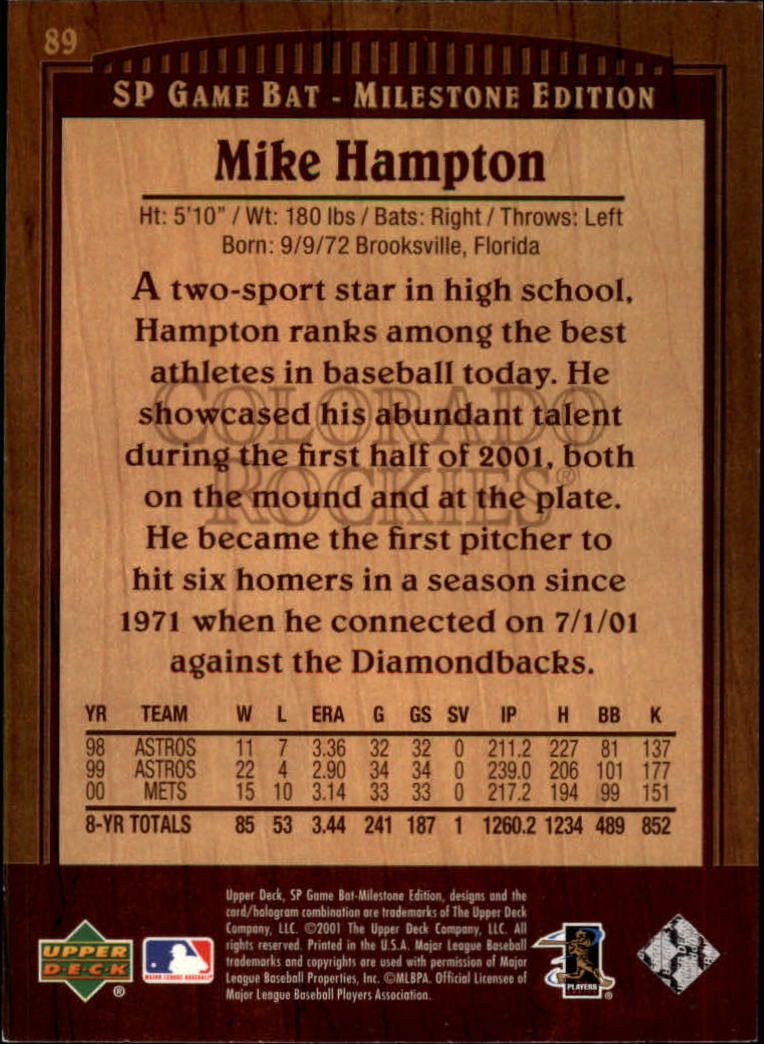 89
SP GAME BAT - MILESTONE EDITION
Mike Hampton
Ht: 5'10" / Wt: 180 lbs / Bats: Right / Throws: Left
Born: 9/9/72 Brooksville, Florida
A two-sport star in high school,
Hampton ranks among the best
athletes in baseball today. He
showcased his abundant talent
during the first half of 2001, both
on the mound and at the plate.
He became the first pitcher to
hit six homers in a season since
1971 when he connected on 7/1/01
against the Diamondbacks.
COLORADO
ROCKIES®
YR TEAM W L ERA G GS SV IP H BB K
98 ASTROS 11 7 3.36 32 32 0 211.2 227 81 137
99 ASTROS 22 4 2.90 34 34 0 239.0 206 101 177
00 METS 15 10 3.14 33 33 0 217.2 194 99 151
8-YR TOTALS 85 53 3.44 241 187 1 1260.2 1234 489 852
Upper Deck, SP Game Bat-Milestone Edition, designs and the
card/hologram combination are trademarks of The Upper Deck
Company, LLC. ©2001 The Upper Deck Company, LLC. All
rights reserved. Printed in the U.S.A. Major League Baseball
trademarks and copyrights are used with permission of Major
League Baseball Properties, Inc. ©MLBPA. Official Licensee of
Major League Baseball Players Association.
UPPER
DECK
®
MAJOR LEAGUE BASEBALL
PLAYERS
®